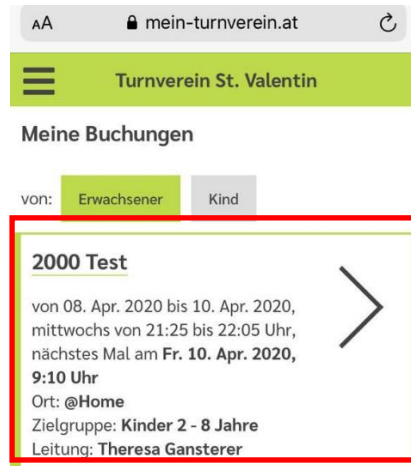 AA mein-turnverein.at
Turnverein St. Valentin
Meine Buchungen
von: Erwachsener Kind
2000 Test
von 08. Apr. 2020 bis 10. Apr. 2020,
mittwochs von 21:25 bis 22:05 Uhr,
nächstes Mal am Fr. 10. Apr. 2020,
9:10 Uhr
Ort: @Home
Zielgruppe: Kinder 2 - 8 Jahre
Leitung: Theresa Gansterer